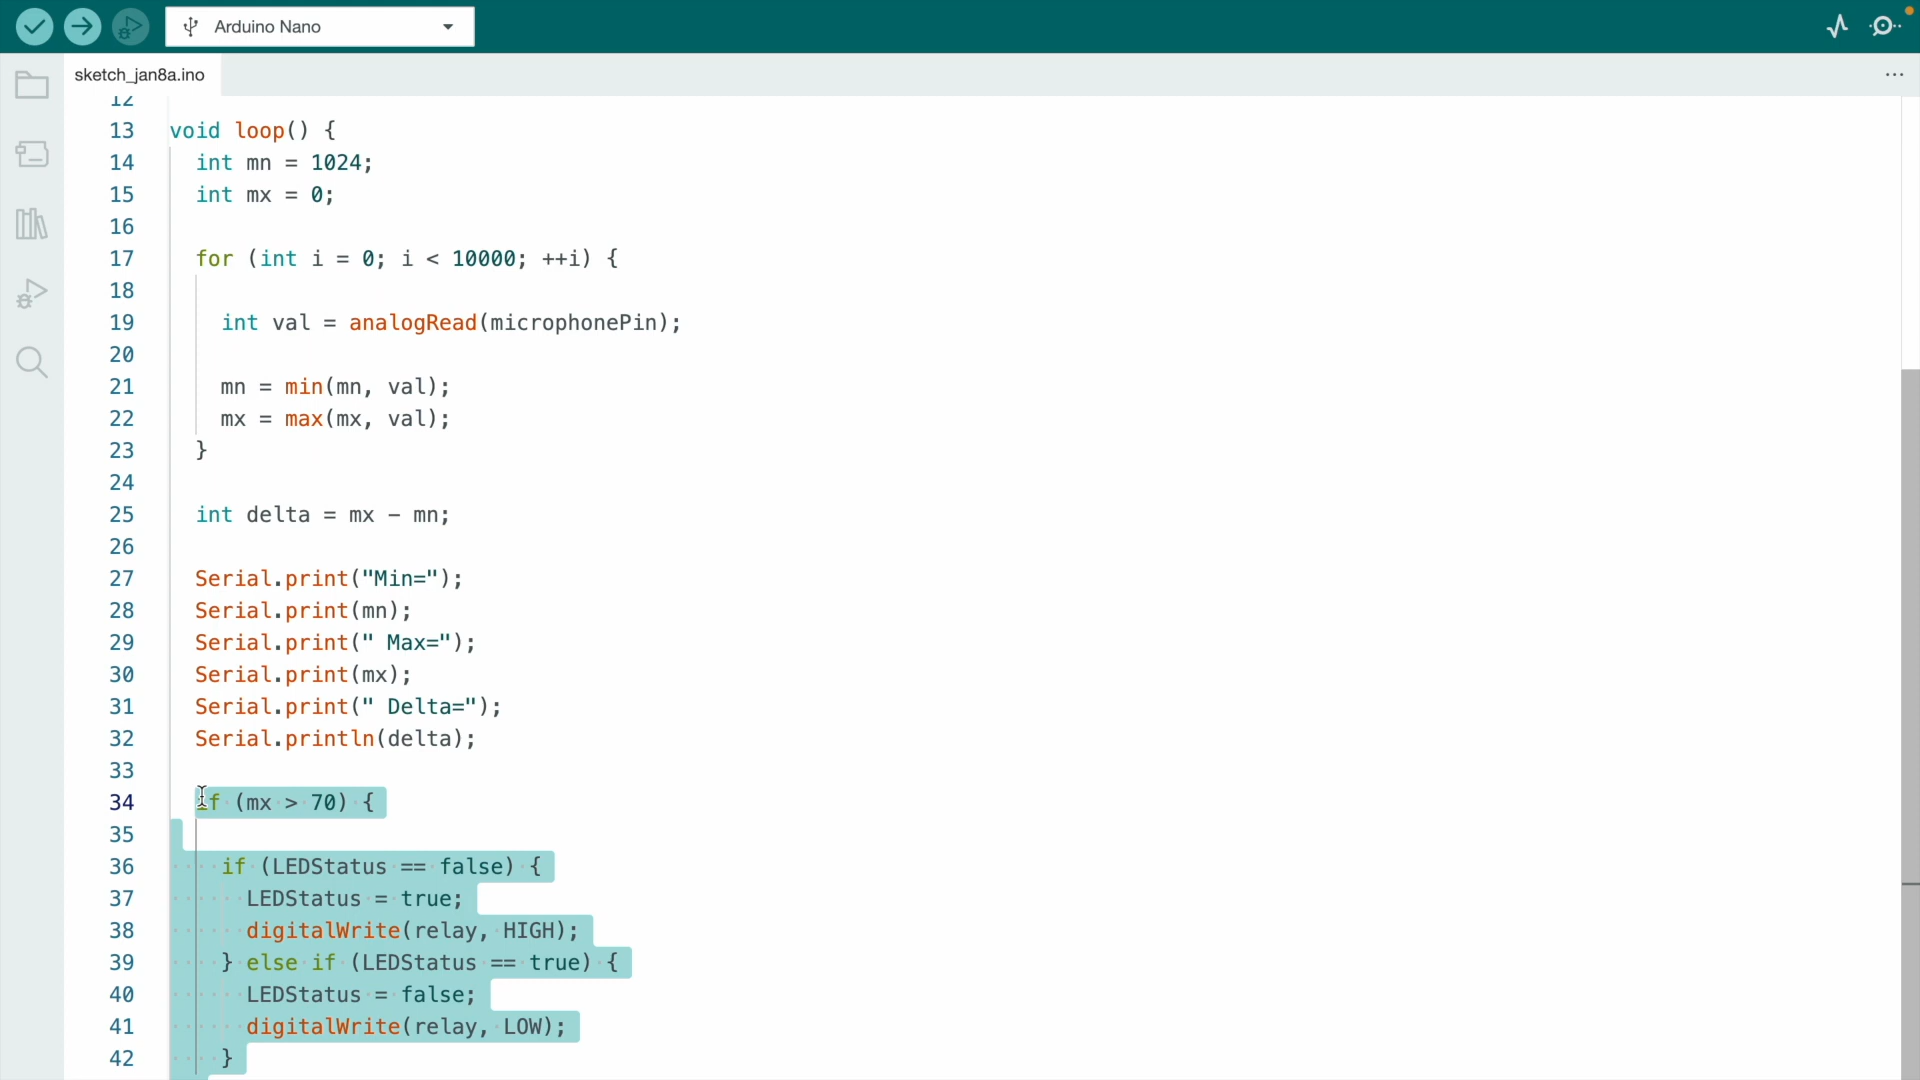 Arduino Nano
sketch_jan8a.ino
12
13 void loop() {
14 int mn = 1024;
15 int mx = 0;
16
17 for (int i = 0; i < 10000; ++i) {
18
19 int val = analogRead(microphonePin);
20
21 mn = min(mn, val);
22 mx = max(mx, val);
23 }
24
25 int delta = mx - mn;
26
27 Serial.print("Min=");
28 Serial.print(mn);
29 Serial.print(" Max=");
30 Serial.print(mx);
31 Serial.print(" Delta=");
32 Serial.println(delta);
33
34 if (mx > 70) {
35
36 if (LEDStatus == false) {
37 LEDStatus = true;
38 digitalWrite(relay, HIGH);
39 } else if (LEDStatus == true) {
40 LEDStatus = false;
41 digitalWrite(relay, LOW);
42 }